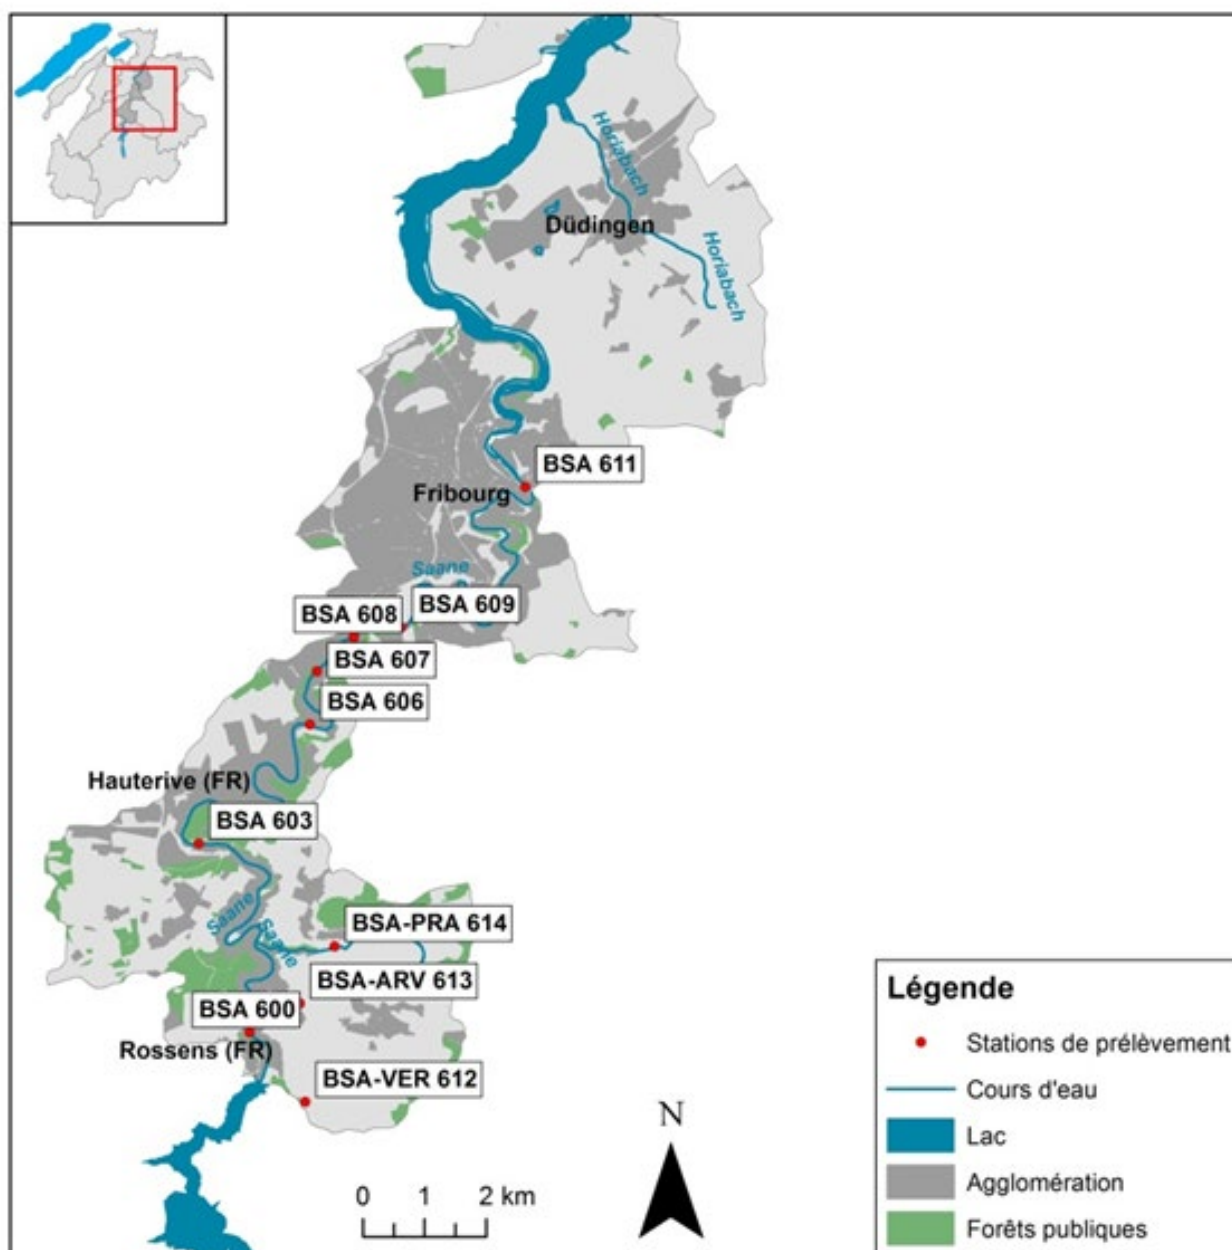 Horiabach
Düdingen
Horiabach
BSA 611
Fribourg
Saane
BSA 609
BSA 608
BSA 607
BSA 606
Hauterive (FR)
BSA 603
Saane
Saane
BSA-PRA 614
BSA-ARV 613
BSA 600
Rossens (FR)
BSA-VER 612
N
0 1 2 km
Légende
Stations de prélèvement
Cours d'eau
Lac
Agglomération
Forêts publiques